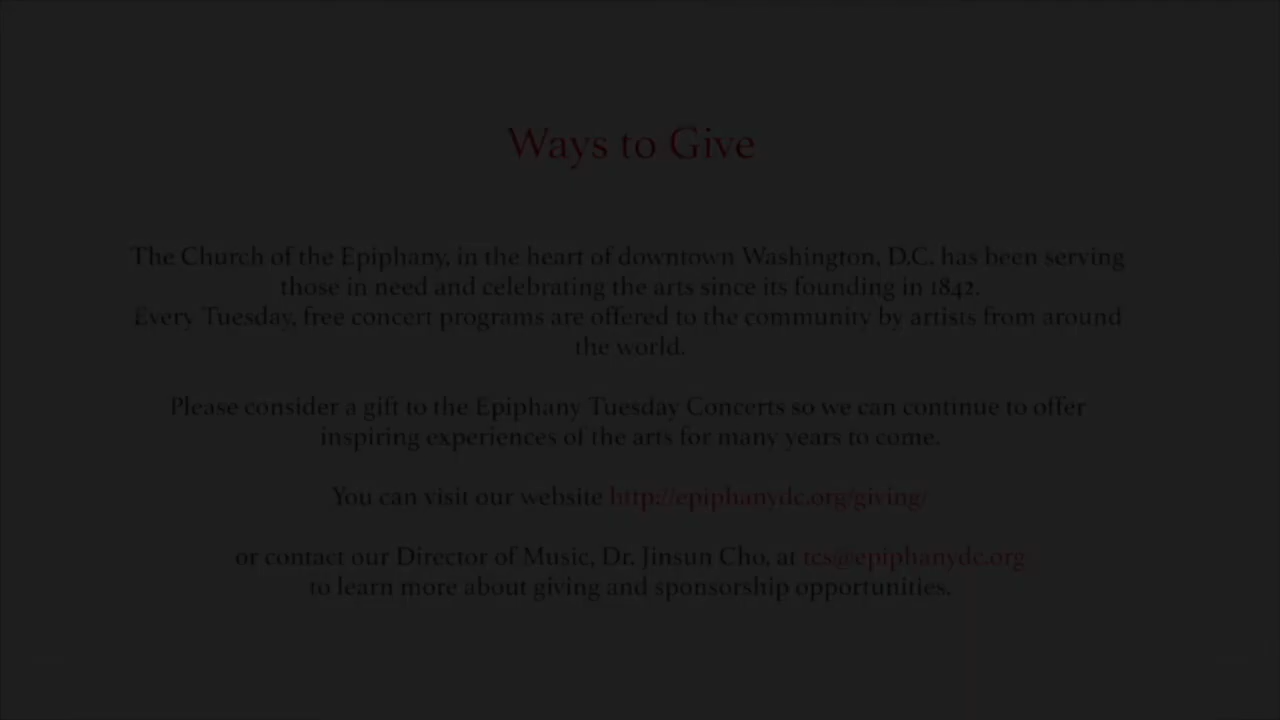 Ways to Give
The Church of the Epiphany, in the heart of downtown Washington, D.C. has been serving
those in need and celebrating the arts since its founding in 1842.
Every Tuesday, free concert programs are offered to the community by artists from around
the world.
Please consider a gift to the Epiphany Tuesday Concerts so we can continue to offer
inspiring experiences of the arts for many years to come.
You can visit our website http://epiphanydc.org/giving/
or contact our Director of Music, Dr. Jinsun Cho, at tcs@epiphanydc.org
to learn more about giving and sponsorship opportunities.